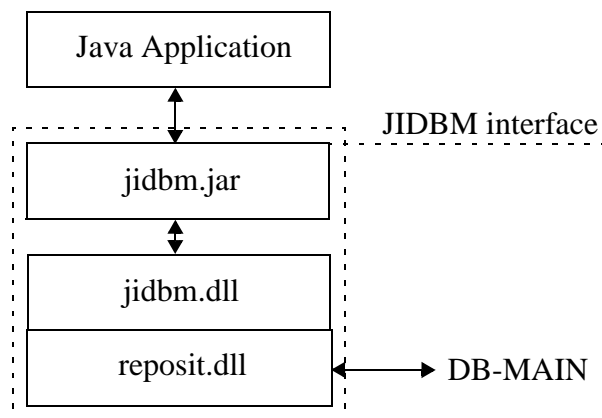 Java Application
JIDBM interface
jidbm.jar
jidbm.dll
reposit.dll
DB-MAIN